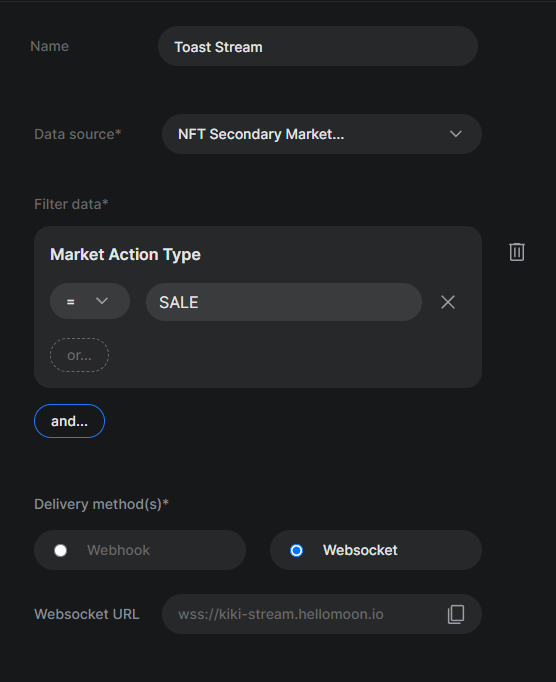 Name
Toast Stream
Data source*
NFT Secondary Market...
Filter data*
Market Action Type
=
SALE
or...
and...
Delivery method(s)*
Webhook
Websocket
Websocket URL
wss://kiki-stream.hellomoon.io